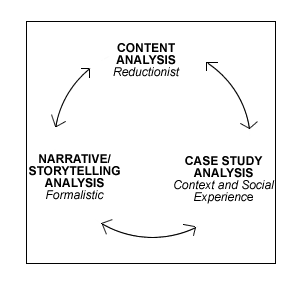 CONTENT
ANALYSIS
Reductionist
NARRATIVE/
STORYTELLING
ANALYSIS
Formalistic
CASE STUDY
ANALYSIS
Context and Social
Experience